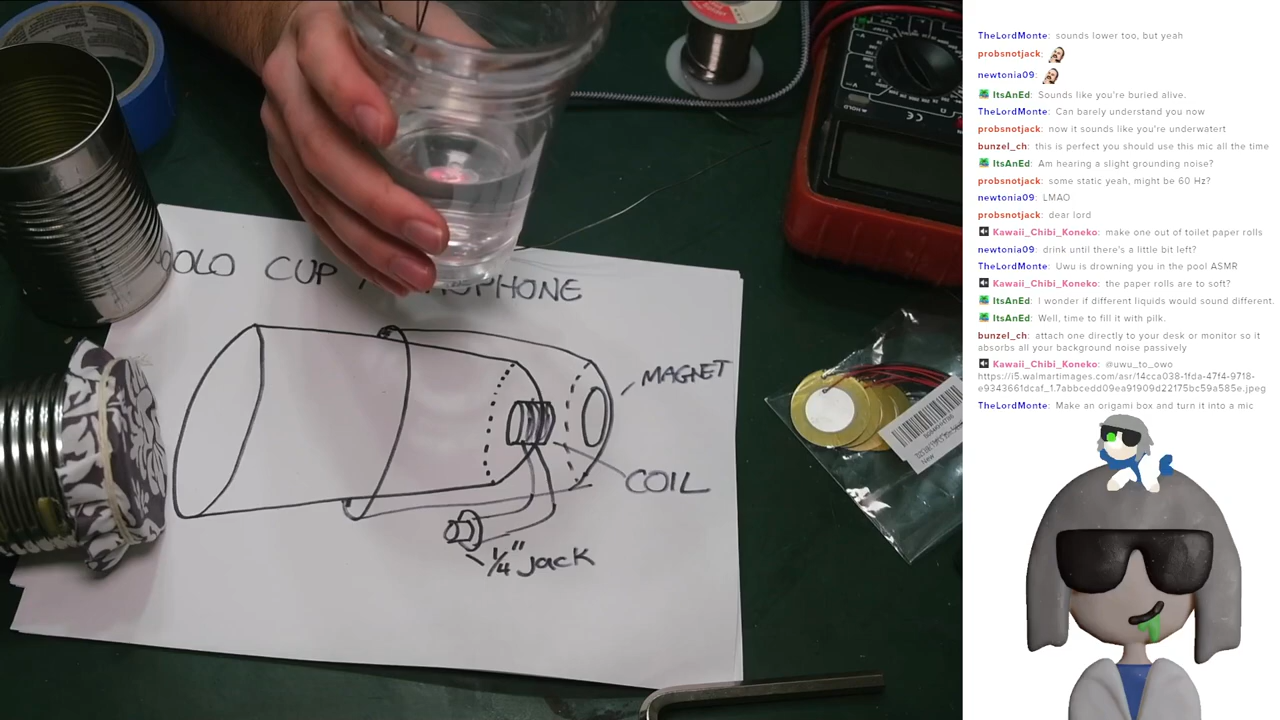 CUP
PHONE
MAGNET
COIL
1/4" jack
HOLD
CE
TheLordMonte: sounds lower too, but yeah
probsnotjack:
newtonia09:
ItsAnEd: Sounds like you're buried alive.
TheLordMonte: Can barely understand you now
probsnotjack: now it sounds like you're underwatert
bunzel_ch: this is perfect you should use this mic all the time
ItsAnEd: Am hearing a slight grounding noise?
probsnotjack: some static yeah, might be 60 Hz?
newtonia09: LMAO
probsnotjack: dear lord
Kawaii_Chibi_Koneko: make one out of toilet paper rolls
newtonia09: drink until there's a little bit left?
TheLordMonte: Uwu is drowning you in the pool ASMR
Kawaii_Chibi_Koneko: the paper rolls are to soft?
ItsAnEd: I wonder if different liquids would sound different.
ItsAnEd: Well, time to fill it with pilk.
bunzel_ch: attach one directly to your desk or monitor so it
absorbs all your background noise passively
Kawaii_Chibi_Koneko: @uwu_to_owo
https://i5.walmartimages.com/asr/14cca038-1fda-47f4-9718-
e9343661dcaf_1.7abbcedd09ea91909d22175bc59a585e.jpeg
TheLordMonte: Make an origami box and turn it into a mic